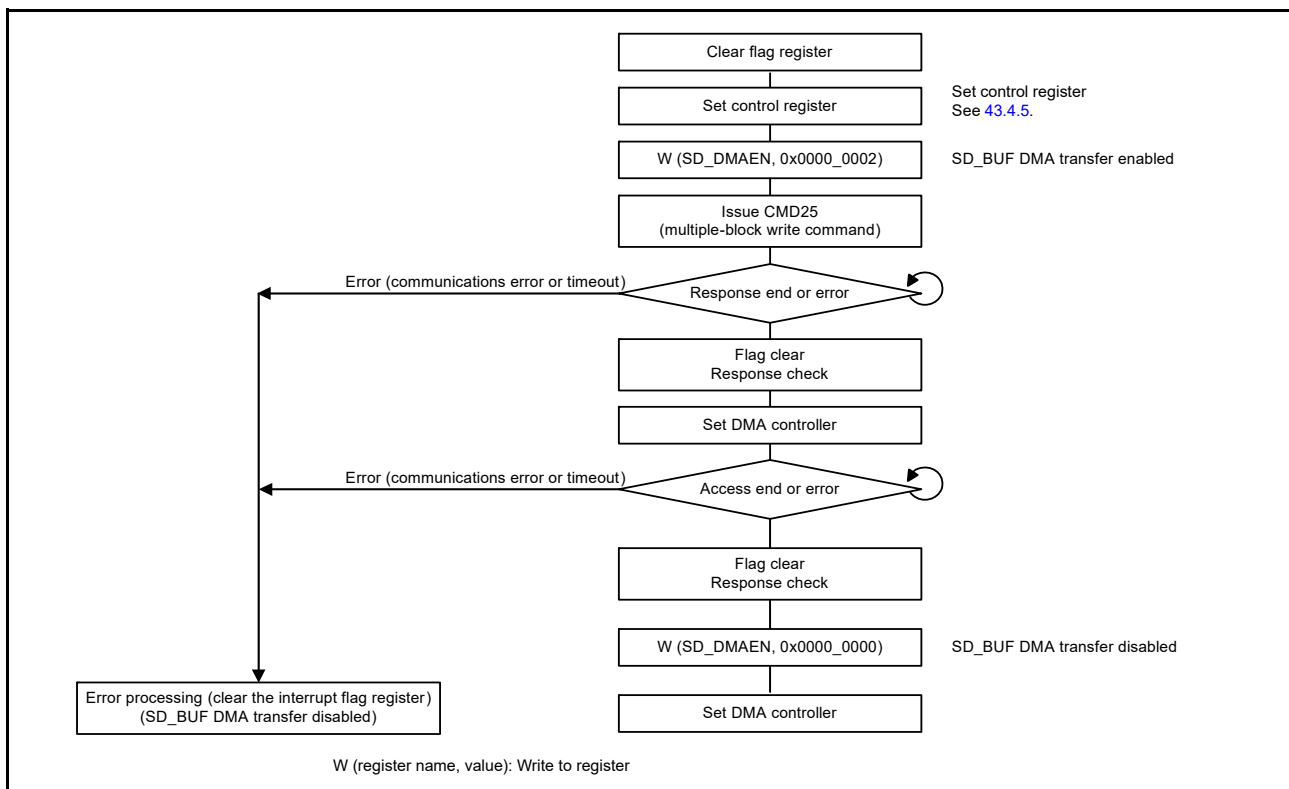 Clear flag register
Set control register
Set control register
See 43.4.5.
W (SD_DMAEN, 0x0000_0002)
SD_BUF DMA transfer enabled
Issue CMD25
(multiple-block write command)
Error (communications error or timeout)
Response end or error
Flag clear
Response check
Set DMA controller
Error (communications error or timeout)
Access end or error
Flag clear
Response check
W (SD_DMAEN, 0x0000_0000)
SD_BUF DMA transfer disabled
Error processing (clear the interrupt flag register)
(SD_BUF DMA transfer disabled)
Set DMA controller
W (register name, value): Write to register